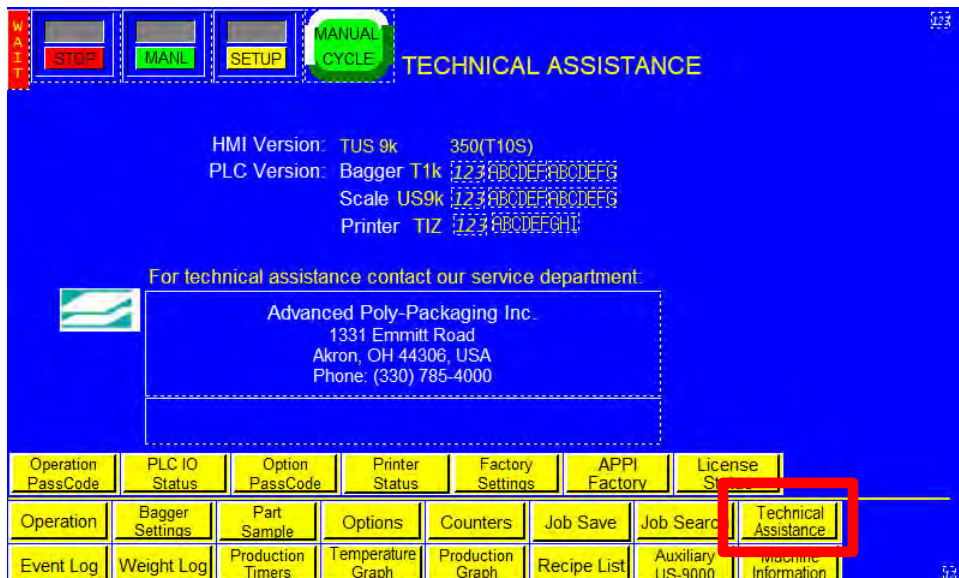 WAIT
STOP MANL SETUP MANUAL CYCLE
123
TECHNICAL ASSISTANCE
HMI Version: TUS 9k 350(T10S)
PLC Version: Bagger T1k 123 ABCDEFABCDEFG
Scale US9k 123 ABCDEFABCDEFG
Printer TIZ 123 ABCDEFGHI
For technical assistance contact our service department:
Advanced Poly-Packaging Inc.
1331 Emmitt Road
Akron, OH 44306, USA
Phone: (330) 785-4000
Operation PassCode PLC IO Status Option PassCode Printer Status Factory Settings APPI Factory License
Operation Bagger Settings Part Sample Options Counters Job Save Job Search Technical Assistance
Event Log Weight Log Production Timers Temperature Graph Production Graph Recipe List Auxiliary US-9000 Machine Information